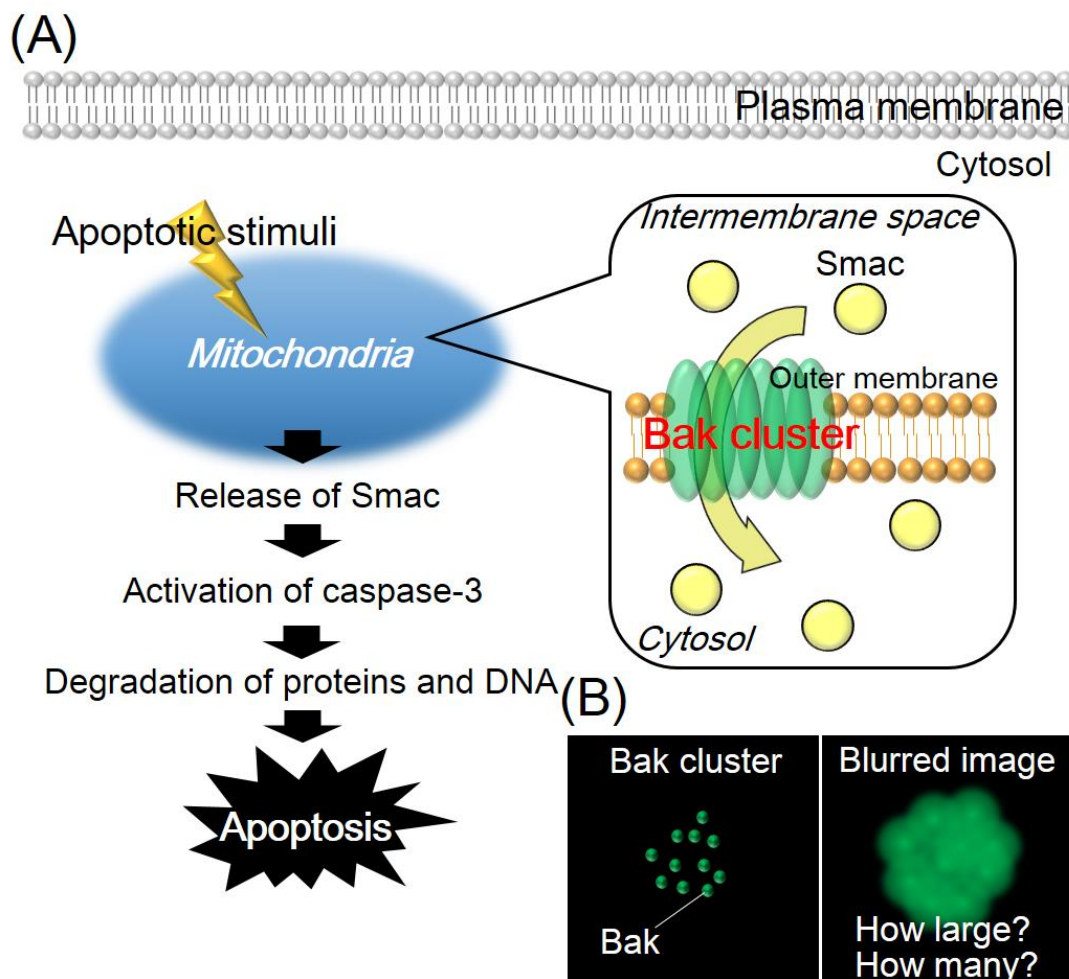 (A)
Plasma membrane
Cytosol
Apoptotic stimuli
Mitochondria
Release of Smac
Activation of caspase-3
Degradation of proteins and DNA
Apoptosis
Intermembrane space
Smac
Outer membrane
Bak cluster
Cytosol
(B)
Bak cluster
Bak
Blurred image
How large?
How many?